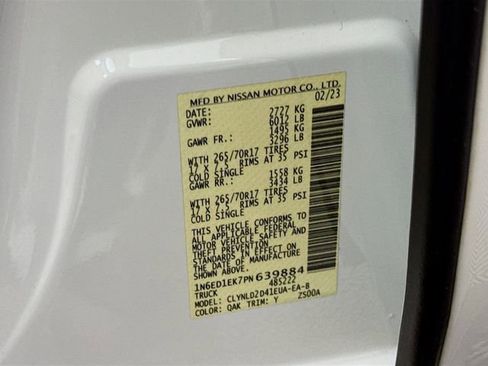 MFD BY NISSAN MOTOR CO., LTD.
DATE: 02/23
GVWR: 2727 KG
6012 LB
GAWR FR.: 1495 KG
3296 LB
WITH 265/70R17 TIRES
17 X 7.5 RIMS AT 35 PSI
COLD SINGLE
GAWR RR.: 1558 KG
3434 LB
WITH 265/70R17 TIRES
17 X 7.5 RIMS AT 35 PSI
COLD SINGLE
THIS VEHICLE CONFORMS TO
ALL APPLICABLE FEDERAL
MOTOR VEHICLE SAFETY
AND THEFT PREVENTION
STANDARDS IN EFFECT ON
THE DATE OF MANUFACTURE
SHOWN ABOVE.
1N6ED1EK7PN639884
TRUCK 485222
MODEL: CLYNLD2D41EUA-EA-B
COLOR: QAK TRIM: Y ZS00A